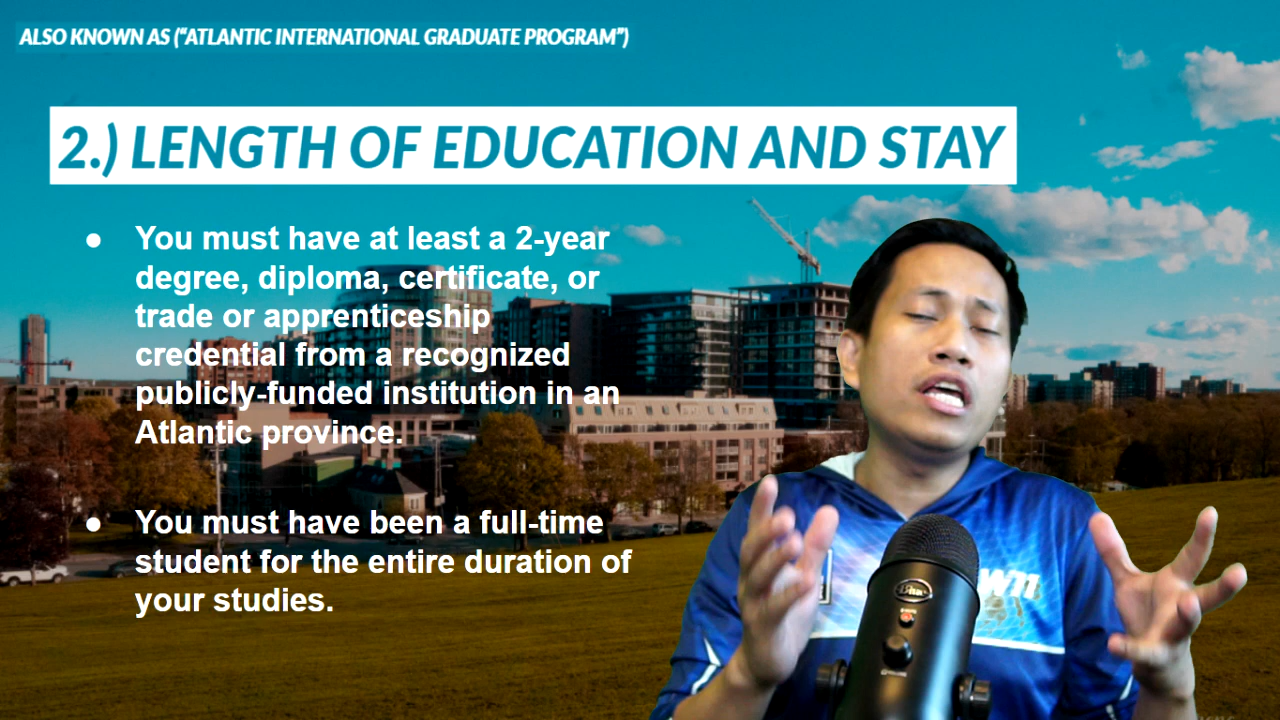 ALSO KNOWN AS (“ATLANTIC INTERNATIONAL GRADUATE PROGRAM”)
2.) LENGTH OF EDUCATION AND STAY
● You must have at least a 2-year
degree, diploma, certificate, or
trade or apprenticeship
credential from a recognized
publicly-funded institution in an
Atlantic province.
● You must have been a full-time
student for the entire duration of
your studies.
W11
Blue